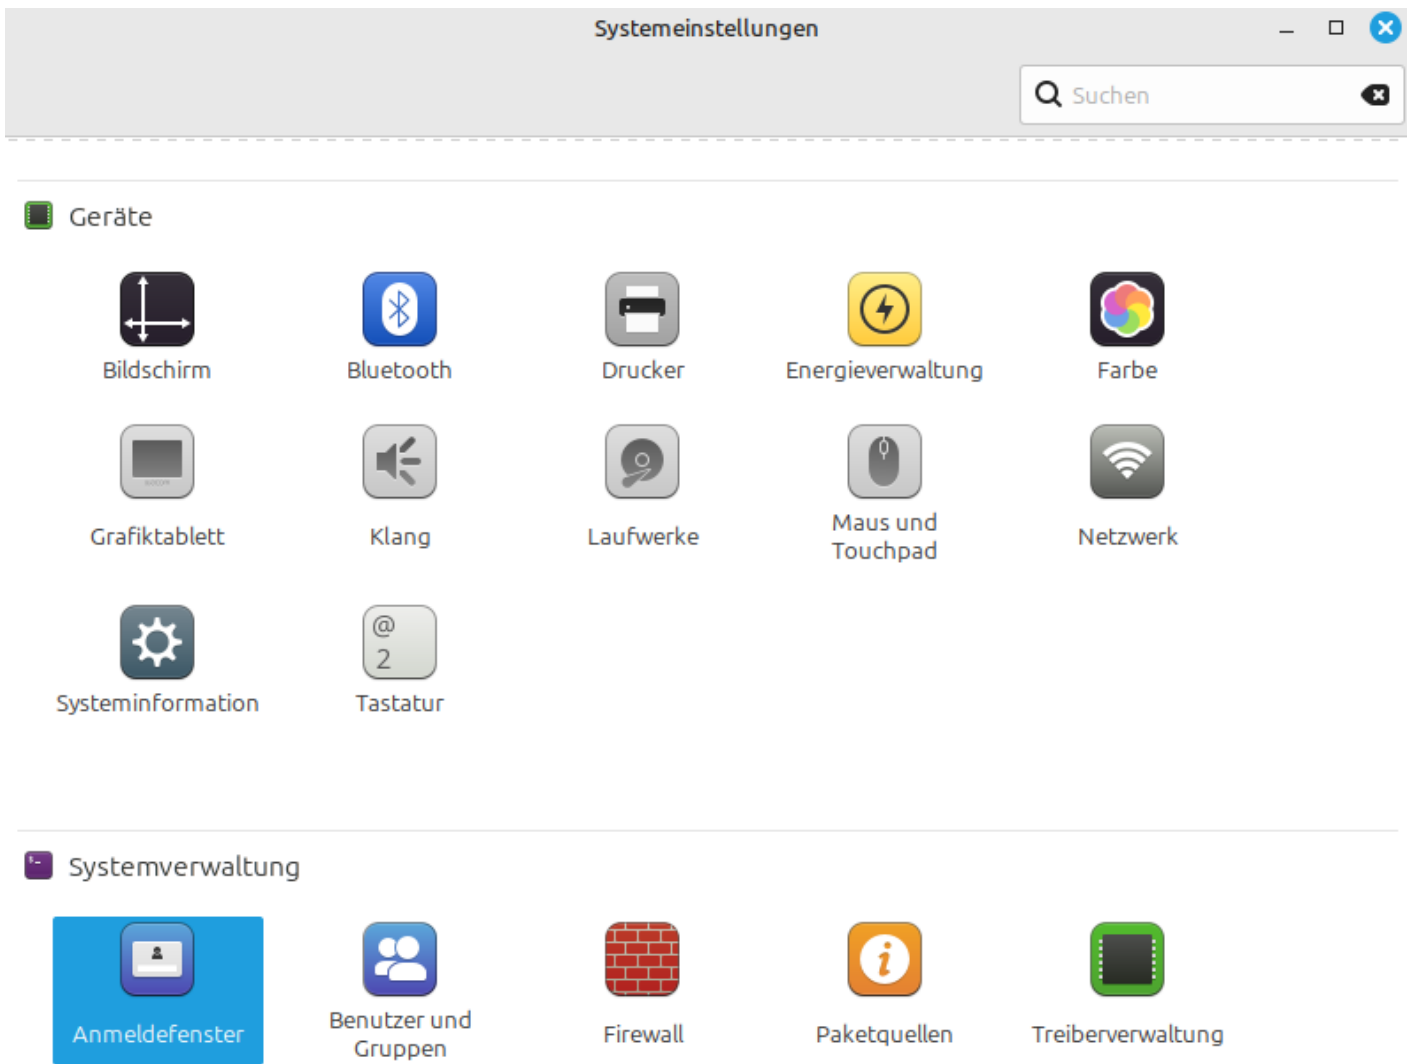 Systemeinstellungen
Suchen
Geräte
Bildschirm
Bluetooth
Drucker
Energieverwaltung
Farbe
Grafiktablett
Klang
Laufwerke
Maus und
Touchpad
Netzwerk
@
2
Systeminformation
Tastatur
Systemverwaltung
Anmeldefenster
Benutzer und
Gruppen
Firewall
Paketquellen
Treiberverwaltung